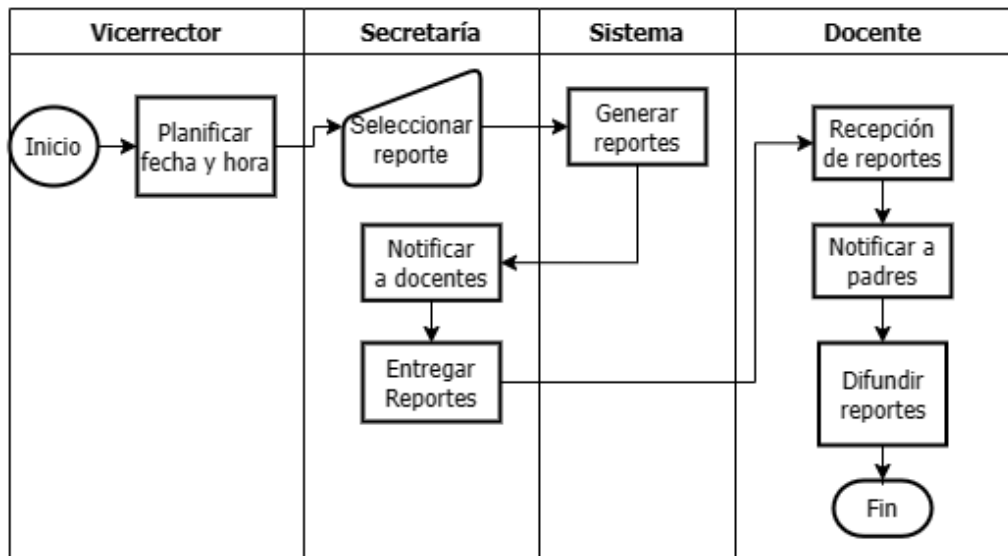 Vicerrector
Secretaría
Sistema
Docente
Inicio
Planificar
fecha y hora
Seleccionar
reporte
Generar
reportes
Notificar
a docentes
Entregar
Reportes
Recepción
de reportes
Notificar a
padres
Difundir
reportes
Fin